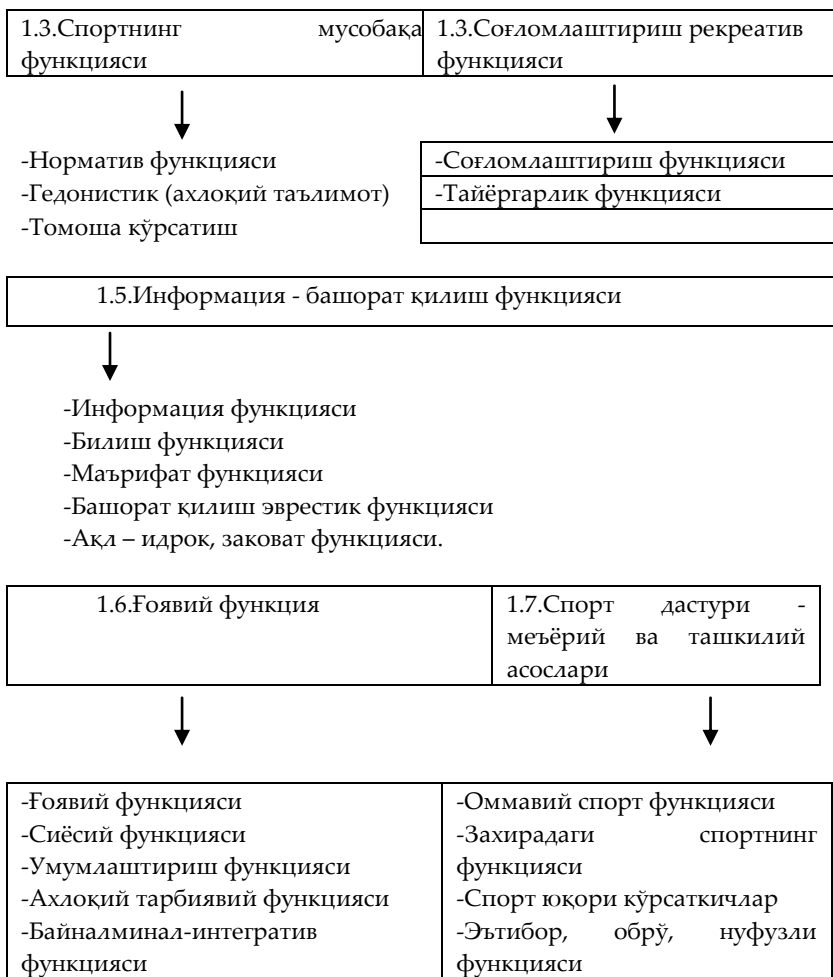 1.3.Спортнинг мусобақа
функцияси
1.3.Соғломлаштириш рекреатив
функцияси
-Норматив функцияси
-Гедонистик (ахлоқий таълимот)
-Томоша кўрсатиш
-Соғломлаштириш функцияси
-Тайёргарлик функцияси
1.5.Информация - башорат қилиш функцияси
-Информация функцияси
-Билиш функцияси
-Маърифат функцияси
-Башорат қилиш эврестик функцияси
-Ақл – идрок, заковат функцияси.
1.6.Ғоявий функция
1.7.Спорт дастури -
меъёрий ва ташкилий
асослари
-Ғоявий функцияси
-Сиёсий функцияси
-Умумлаштириш функцияси
-Ахлоқий тарбиявий функцияси
-Байналминал-интегратив
функцияси
-Оммавий спорт функцияси
-Захирадаги спортнинг
функцияси
-Спорт юқори кўрсаткичлар
-Эътибор, обрў, нуфузли
функцияси